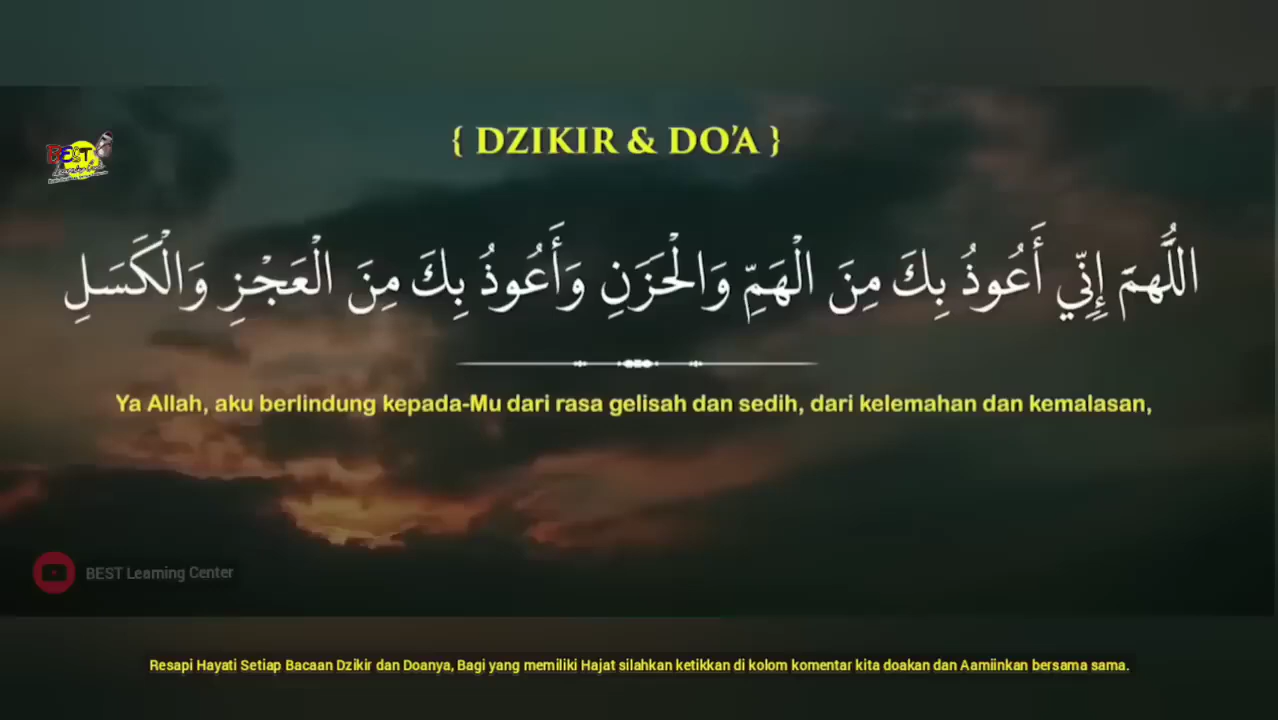 { DZIKIR & DO'A }
BEST
اللَّهُمَّ إِنِّي أَعُوذُ بِكَ مِنَ الْهَمِّ وَالْحَزَنِ وَأَعُوذُ بِكَ مِنَ الْعَجْزِ وَالْكَسَلِ
Ya Allah, aku berlindung kepada-Mu dari rasa gelisah dan sedih, dari kelemahan dan kemalasan,
BEST Learning Center
Resapi Hayati Setiap Bacaan Dzikir dan Doanya, Bagi yang memiliki Hajat silahkan ketikkan di kolom komentar kita doakan dan Aamiinkan bersama sama.